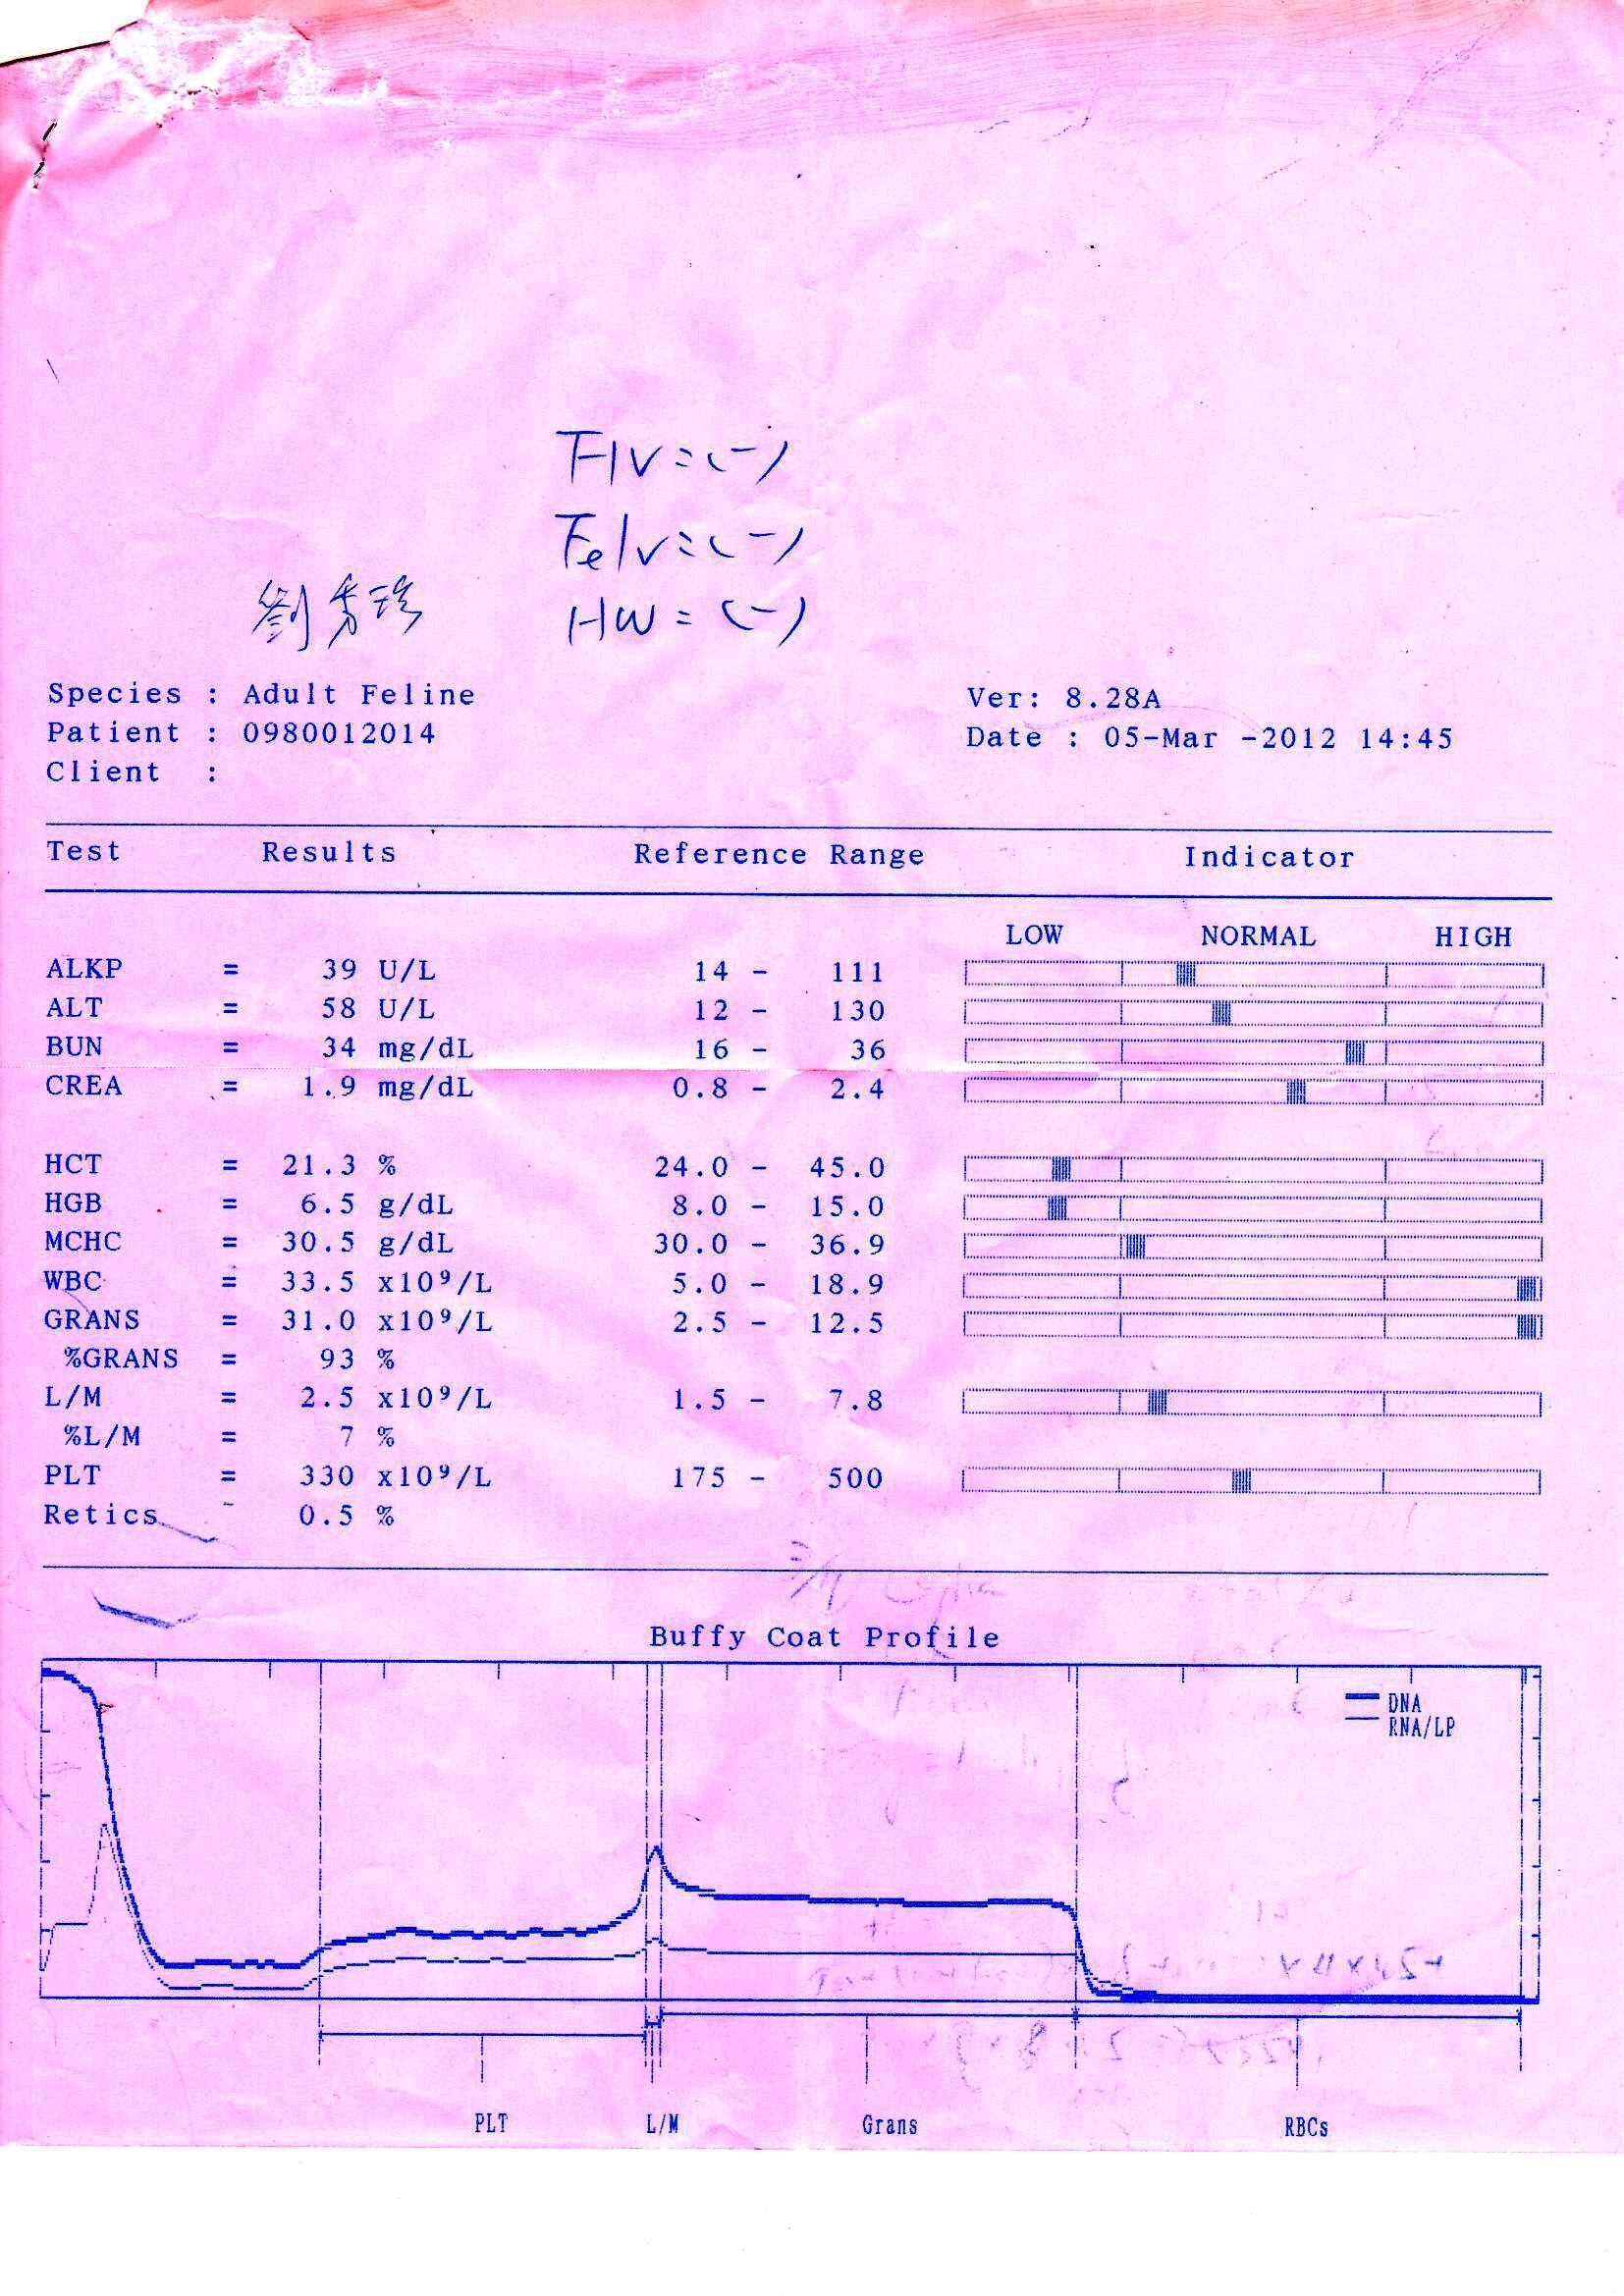 FIV = (-)
FeLV = (-)
劉秀珍 HW = (-)
Species : Adult Feline Ver: 8.28A
Patient : 0980012014 Date : 05-Mar -2012 14:45
Client :
Test Results Reference Range Indicator
LOW NORMAL HIGH
ALKP = 39 U/L 14 - 111
ALT = 58 U/L 12 - 130
BUN = 34 mg/dL 16 - 36
CREA = 1.9 mg/dL 0.8 - 2.4
HCT = 21.3 % 24.0 - 45.0
HGB = 6.5 g/dL 8.0 - 15.0
MCHC = 30.5 g/dL 30.0 - 36.9
WBC = 33.5 x10⁹/L 5.0 - 18.9
GRANS = 31.0 x10⁹/L 2.5 - 12.5
%GRANS = 93 %
L/M = 2.5 x10⁹/L 1.5 - 7.8
%L/M = 7 %
PLT = 330 x10⁹/L 175 - 500
Retics ~ 0.5 %
Buffy Coat Profile
DNA
RNA/LP
PLT L/M Grans RBCs